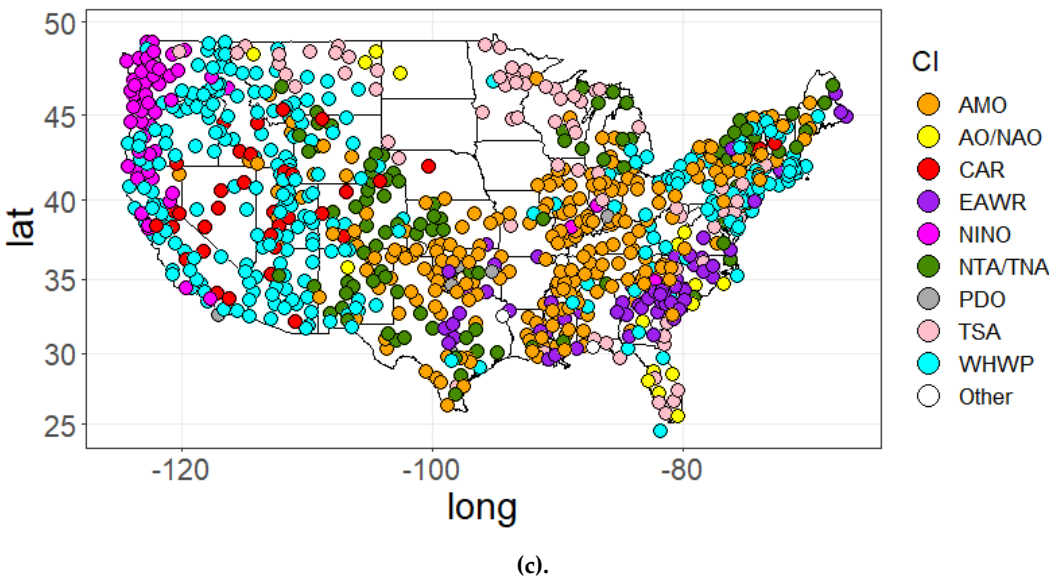 50
45
40
35
30
25
lat
-120
-100
-80
long
CI
AMO
AO/NAO
CAR
EAWR
NINO
NTA/TNA
PDO
TSA
WHWP
Other
(c).